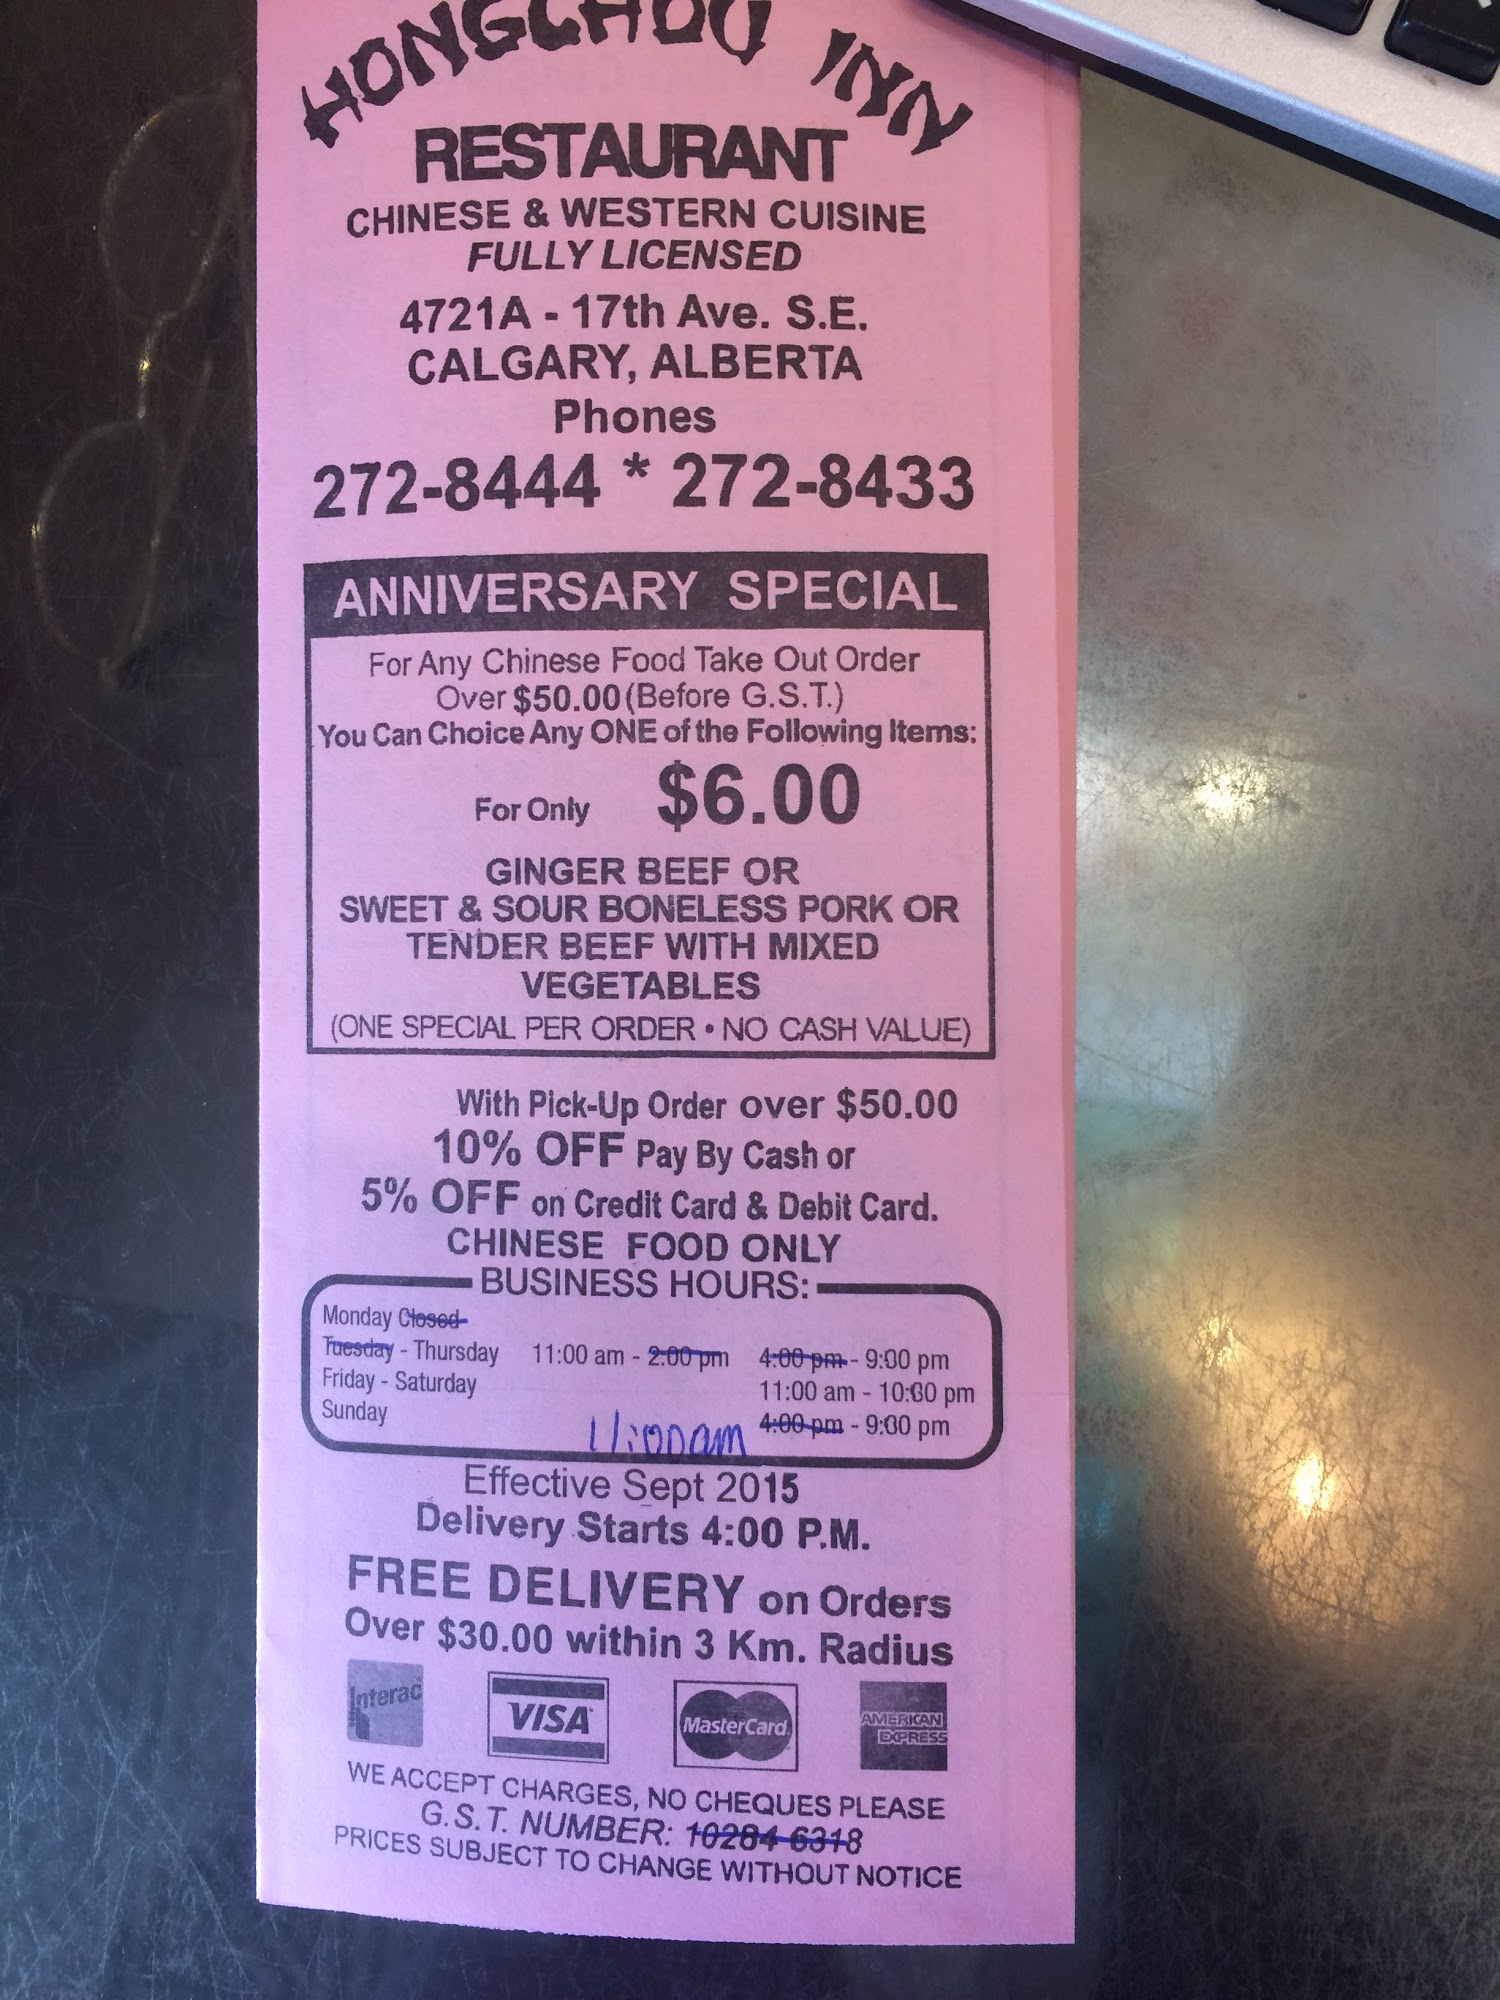 HONGCHOU INN
RESTAURANT
CHINESE & WESTERN CUISINE
FULLY LICENSED
4721A - 17th Ave. S.E.
CALGARY, ALBERTA
Phones
272-8444 * 272-8433
ANNIVERSARY SPECIAL
For Any Chinese Food Take Out Order
Over $50.00 (Before G.S.T.)
You Can Choice Any ONE of the Following Items:
For Only $6.00
GINGER BEEF OR
SWEET & SOUR BONELESS PORK OR
TENDER BEEF WITH MIXED
VEGETABLES
(ONE SPECIAL PER ORDER • NO CASH VALUE)
With Pick-Up Order over $50.00
10% OFF Pay By Cash or
5% OFF on Credit Card & Debit Card.
CHINESE FOOD ONLY
BUSINESS HOURS:
Monday Closed
Tuesday - Thursday 11:00 am - 2:00 pm 4:00 pm - 9:00 pm
Friday - Saturday 11:00 am - 10:00 pm
Sunday 11:00am 4:00 pm - 9:00 pm
Effective Sept 2015
Delivery Starts 4:00 P.M.
FREE DELIVERY on Orders
Over $30.00 within 3 Km. Radius
Interac VISA MasterCard AMERICAN EXPRESS
WE ACCEPT CHARGES, NO CHEQUES PLEASE
G.S.T. NUMBER: 10284 6318
PRICES SUBJECT TO CHANGE WITHOUT NOTICE